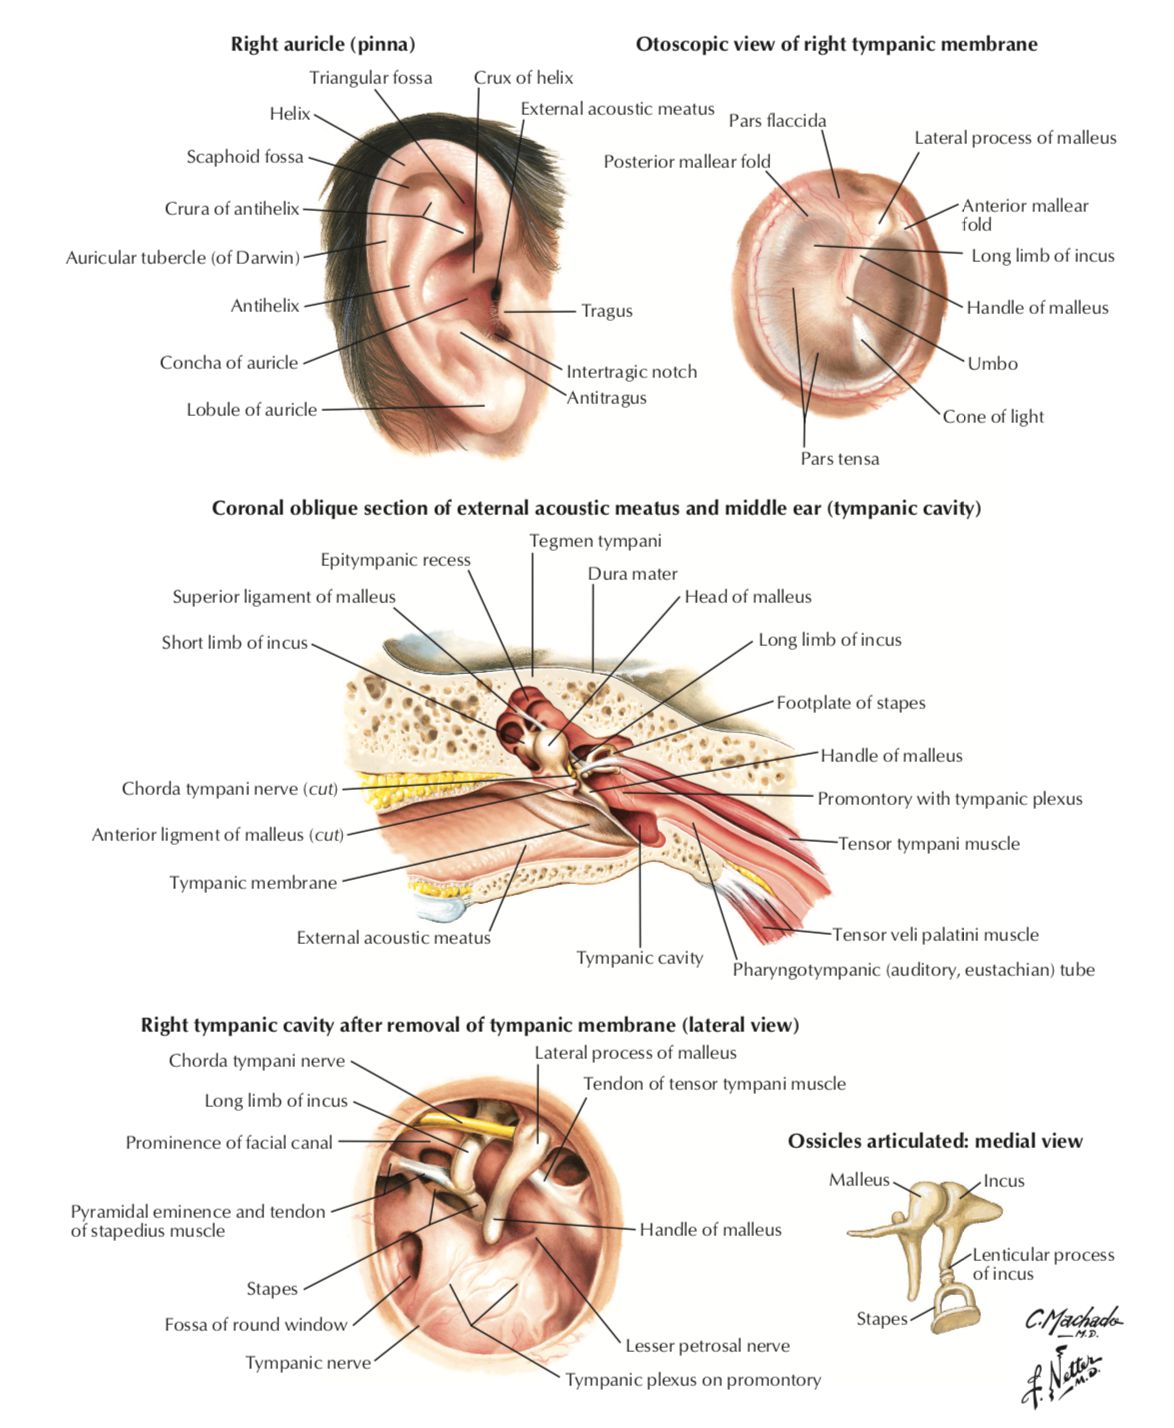 Right auricle (pinna)
Otoscopic view of right tympanic membrane
Triangular fossa
Crux of helix
Helix
External acoustic meatus
Scaphoid fossa
Crura of antihelix
Auricular tubercle (of Darwin)
Antihelix
Tragus
Concha of auricle
Intertragic notch
Antitragus
Lobule of auricle
Pars flaccida
Lateral process of malleus
Posterior mallear fold
Anterior mallear
fold
Long limb of incus
Handle of malleus
Umbo
Cone of light
Pars tensa
Coronal oblique section of external acoustic meatus and middle ear (tympanic cavity)
Tegmen tympani
Epitympanic recess
Dura mater
Superior ligament of malleus
Head of malleus
Short limb of incus
Long limb of incus
Footplate of stapes
Handle of malleus
Chorda tympani nerve (cut)
Promontory with tympanic plexus
Anterior ligment of malleus (cut)
Tensor tympani muscle
Tympanic membrane
External acoustic meatus
Tensor veli palatini muscle
Tympanic cavity
Pharyngotympanic (auditory, eustachian) tube
Right tympanic cavity after removal of tympanic membrane (lateral view)
Chorda tympani nerve
Lateral process of malleus
Tendon of tensor tympani muscle
Long limb of incus
Prominence of facial canal
Pyramidal eminence and tendon
of stapedius muscle
Handle of malleus
Stapes
Fossa of round window
Lesser petrosal nerve
Tympanic nerve
Tympanic plexus on promontory
Ossicles articulated: medial view
Malleus
Incus
Lenticular process
of incus
Stapes
C. Machado
M.D.
F. Netter
M.D.